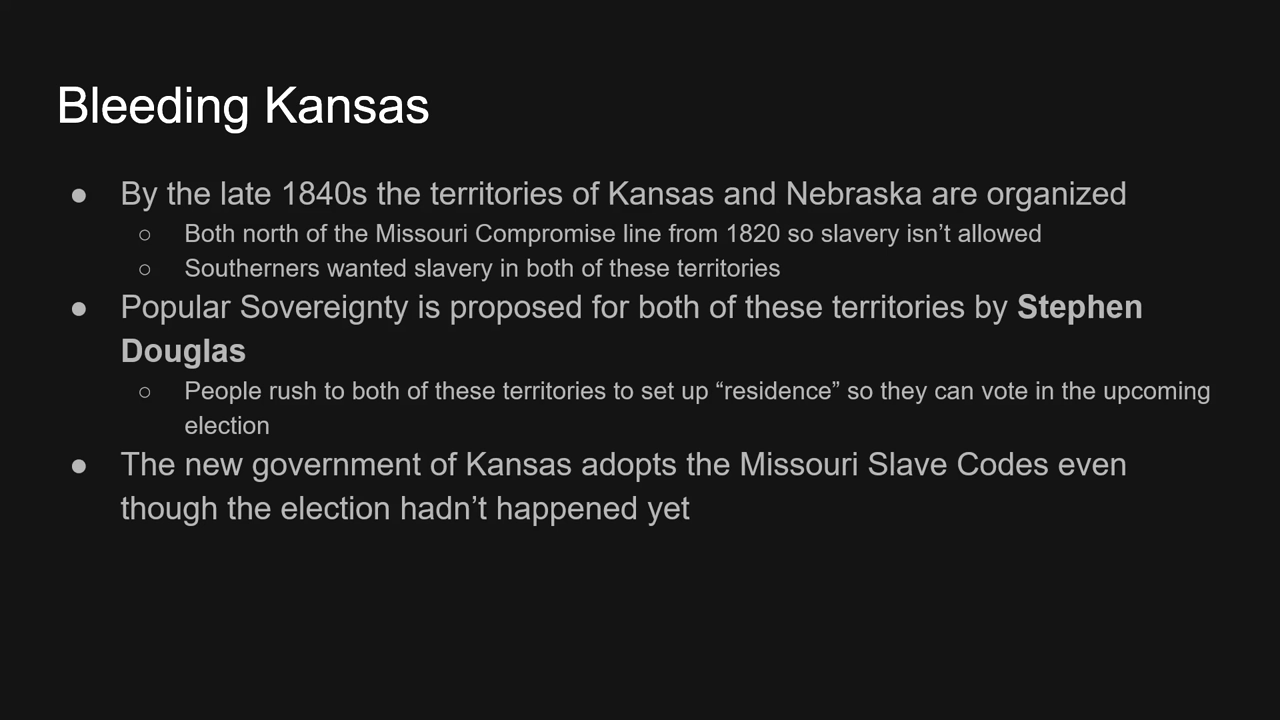 Bleeding Kansas
● By the late 1840s the territories of Kansas and Nebraska are organized
○ Both north of the Missouri Compromise line from 1820 so slavery isn’t allowed
○ Southerners wanted slavery in both of these territories
● Popular Sovereignty is proposed for both of these territories by Stephen
Douglas
○ People rush to both of these territories to set up “residence” so they can vote in the upcoming
election
● The new government of Kansas adopts the Missouri Slave Codes even
though the election hadn’t happened yet